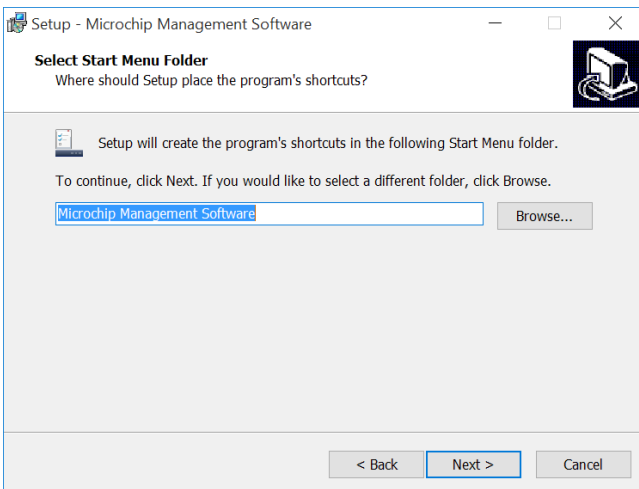 Setup - Microchip Management Software
Select Start Menu Folder
Where should Setup place the program's shortcuts?
Setup will create the program's shortcuts in the following Start Menu folder.
To continue, click Next. If you would like to select a different folder, click Browse.
Microchip Management Software
Browse...
< Back
Next >
Cancel